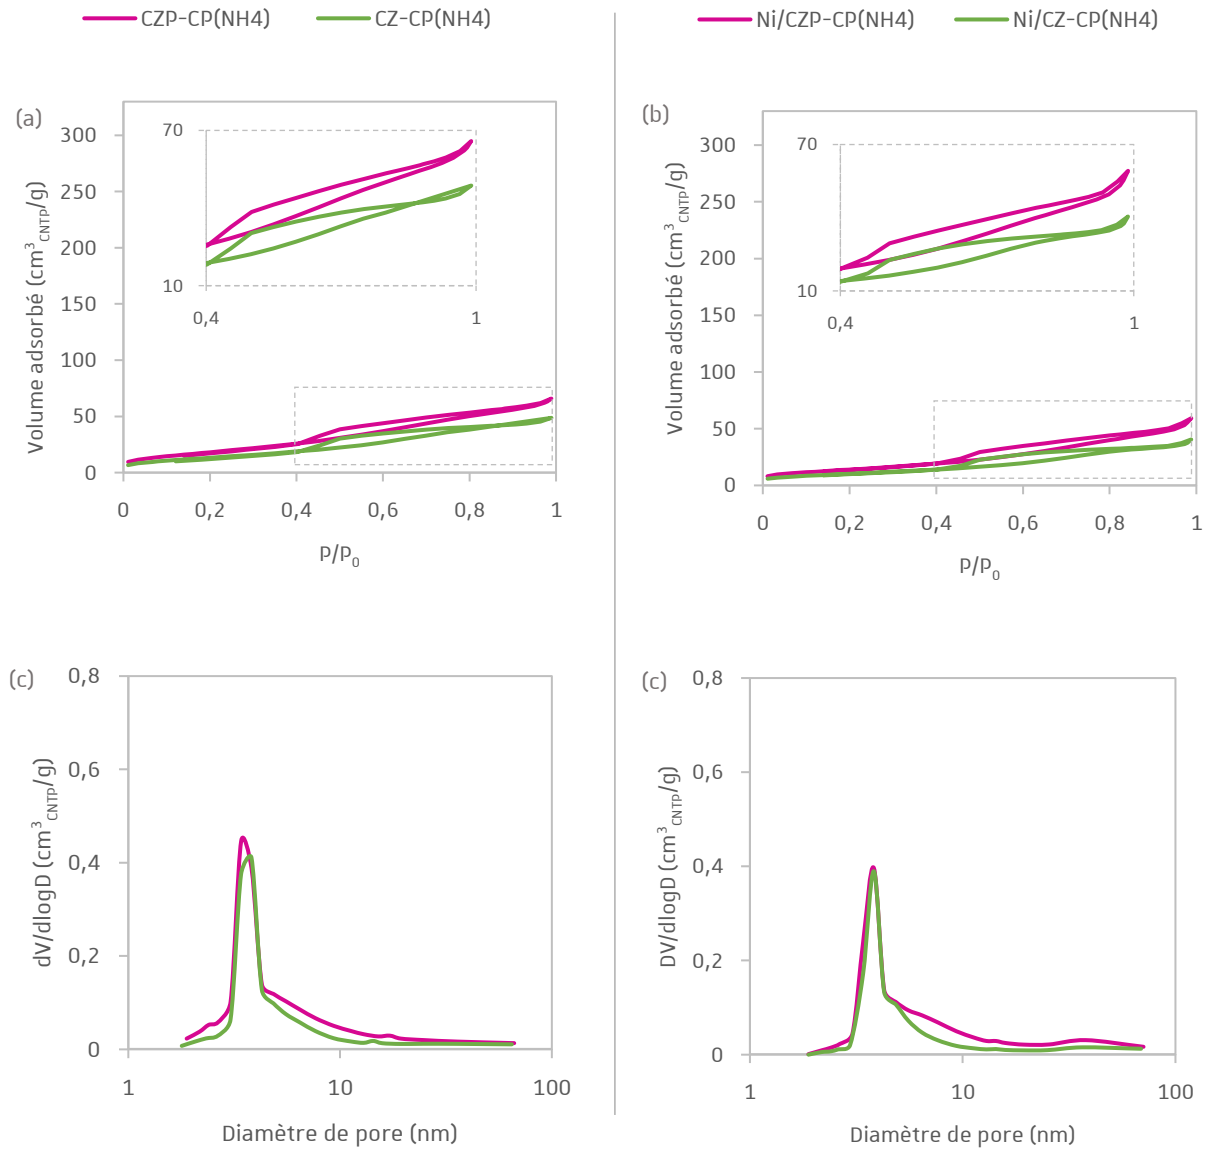 CZP-CP(NH4) CZ-CP(NH4)
Ni/CZP-CP(NH4) Ni/CZ-CP(NH4)
(a)
Volume adsorbé (cm³CNTP/g)
300
250
200
150
100
50
0
0 0,2 0,4 0,6 0,8 1
P/P₀
70
10
0,4 1
(b)
Volume adsorbé (cm³CNTP/g)
300
250
200
150
100
50
0
0 0,2 0,4 0,6 0,8 1
P/P₀
70
10
0,4 1
(c)
dV/dlogD (cm³CNTP/g)
0,8
0,6
0,4
0,2
0
1 10 100
Diamètre de pore (nm)
(c)
DV/dlogD (cm³CNTP/g)
0,8
0,6
0,4
0,2
0
1 10 100
Diamètre de pore (nm)